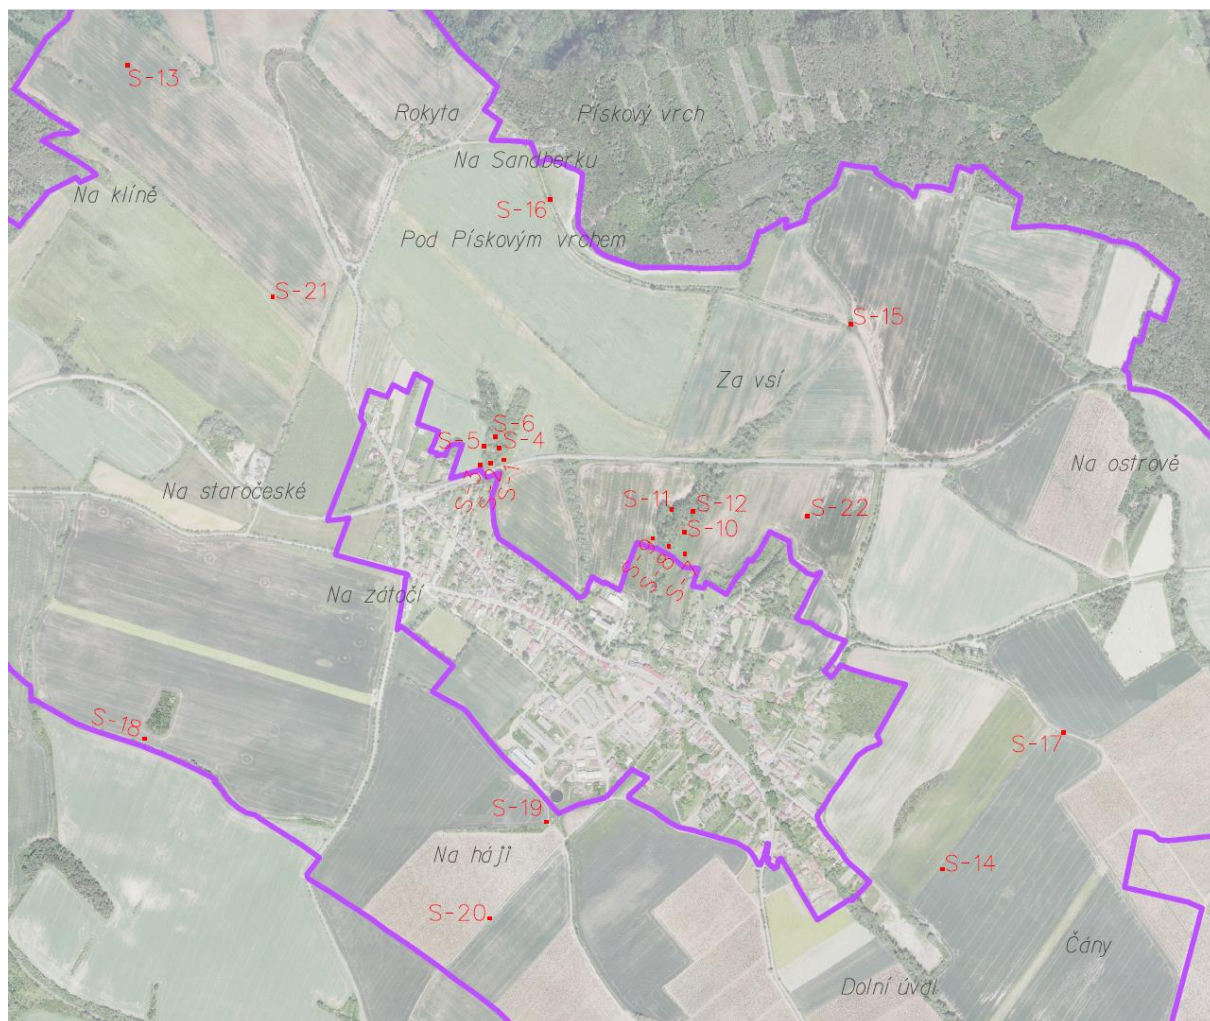 S-13
Rokyta
Pískový vrch
Na Sandberku
Na klíně
S-16
Pod Pískovým vrchem
S-21
S-15
Za vsí
S-6
S-5
S-4
S-3
S-2
S-1
Na ostrově
Na staročeské
S-11
S-12
S-22
S-10
S-9
S-8
S-7
Na zátočí
S-18
S-17
S-19
Na háji
S-14
S-20
Čány
Dolní úval